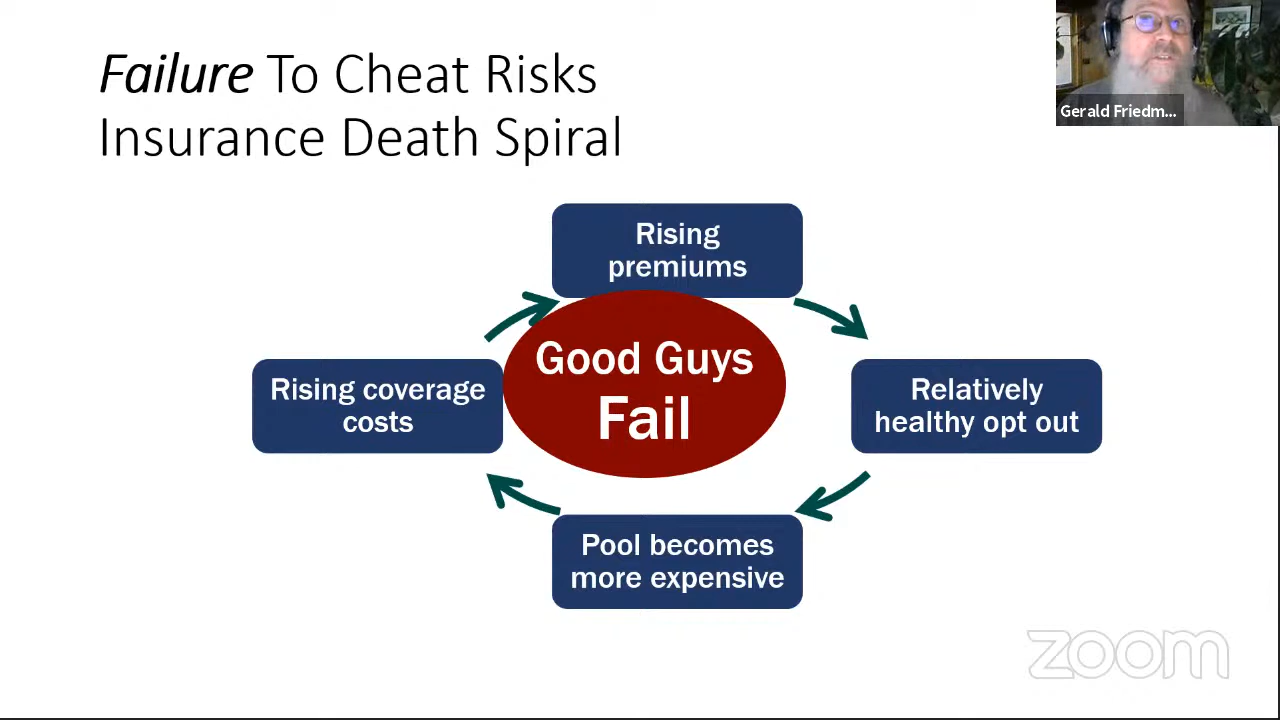 Failure To Cheat Risks
Insurance Death Spiral
Gerald Friedm...
Rising
premiums
Good Guys
Fail
Rising coverage
costs
Relatively
healthy opt out
Pool becomes
more expensive
zoom